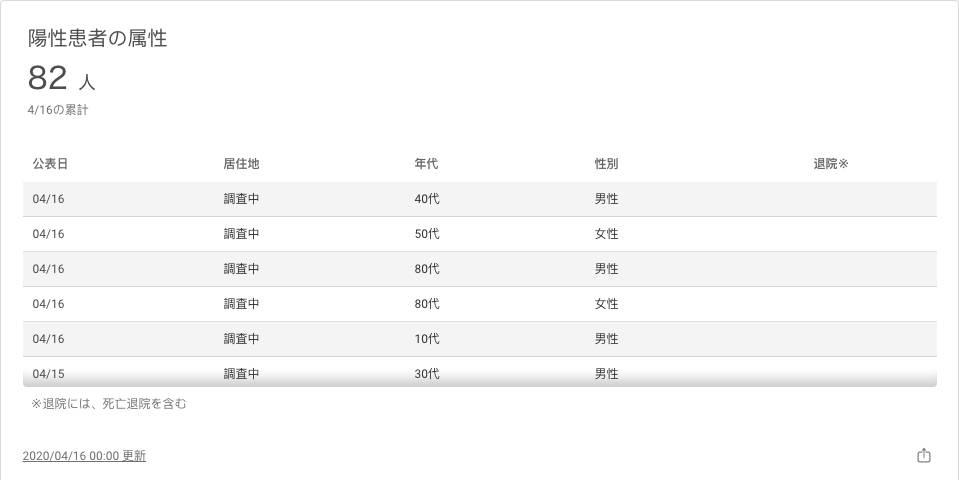 陽性患者の属性
82 人
4/16の累計
公表日 居住地 年代 性別 退院※
04/16 調査中 40代 男性
04/16 調査中 50代 女性
04/16 調査中 80代 男性
04/16 調査中 80代 女性
04/16 調査中 10代 男性
04/15 調査中 30代 男性
※退院には、死亡退院を含む
2020/04/16 00:00 更新